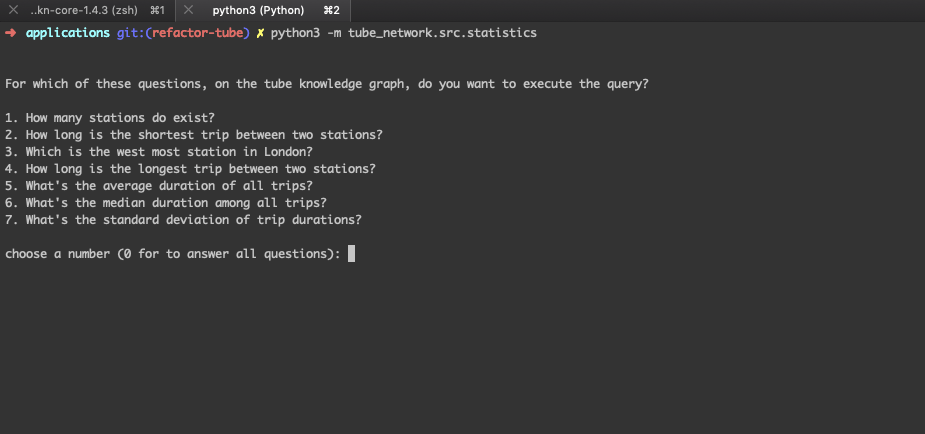 ..kn-core-1.4.3 (zsh) ⌘1 python3 (Python) ⌘2
➜ applications git:(refactor-tube) ✗ python3 -m tube_network.src.statistics
For which of these questions, on the tube knowledge graph, do you want to execute the query?
1. How many stations do exist?
2. How long is the shortest trip between two stations?
3. Which is the west most station in London?
4. How long is the longest trip between two stations?
5. What's the average duration of all trips?
6. What's the median duration among all trips?
7. What's the standard deviation of trip durations?
choose a number (0 for to answer all questions):